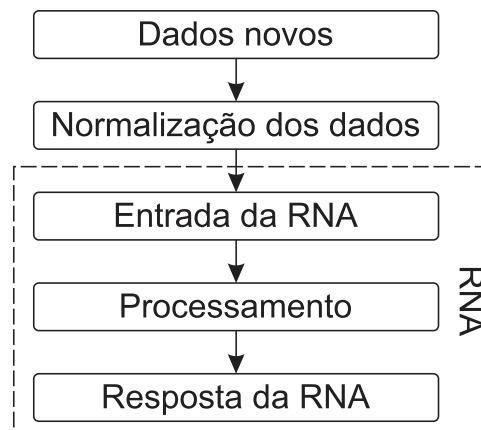 Dados novos
Normalização dos dados
Entrada da RNA
Processamento
RNA
Resposta da RNA